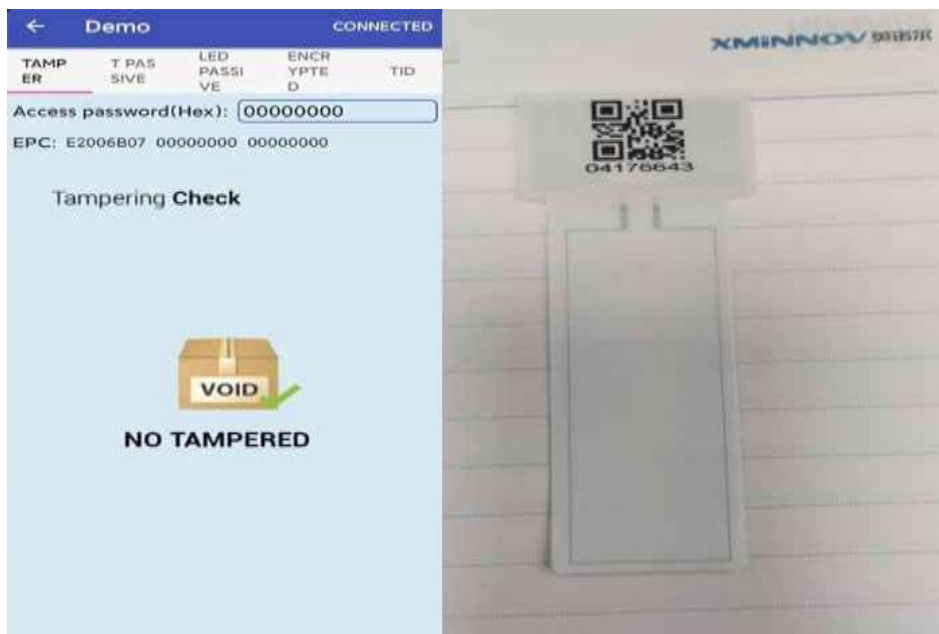 ← Demo CONNECTED
TAMP
ER
T PAS
SIVE
LED
PASSI
VE
ENCR
YPTE
D
TID
Access password(Hex): 00000000
EPC: E2006B07 00000000 00000000
Tampering Check
VOID
NO TAMPERED
XMINNOV
04176643